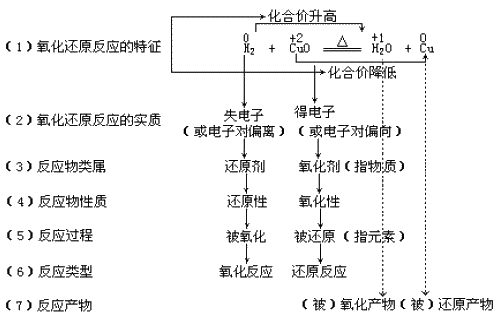 化合价升高
0 +2 +1 0
（1）氧化还原反应的特征 H₂ + CuO △ H₂O + Cu
化合价降低
失电子 得电子
（2）氧化还原反应的实质 （或电子对偏离）（或电子对偏向）
（3）反应物类属 还原剂 氧化剂（指物质）
（4）反应物性质 还原性 氧化性
（5）反应过程 被氧化 被还原（指元素）
（6）反应类型 氧化反应 还原反应
（7）反应产物 （被）氧化产物（被）还原产物